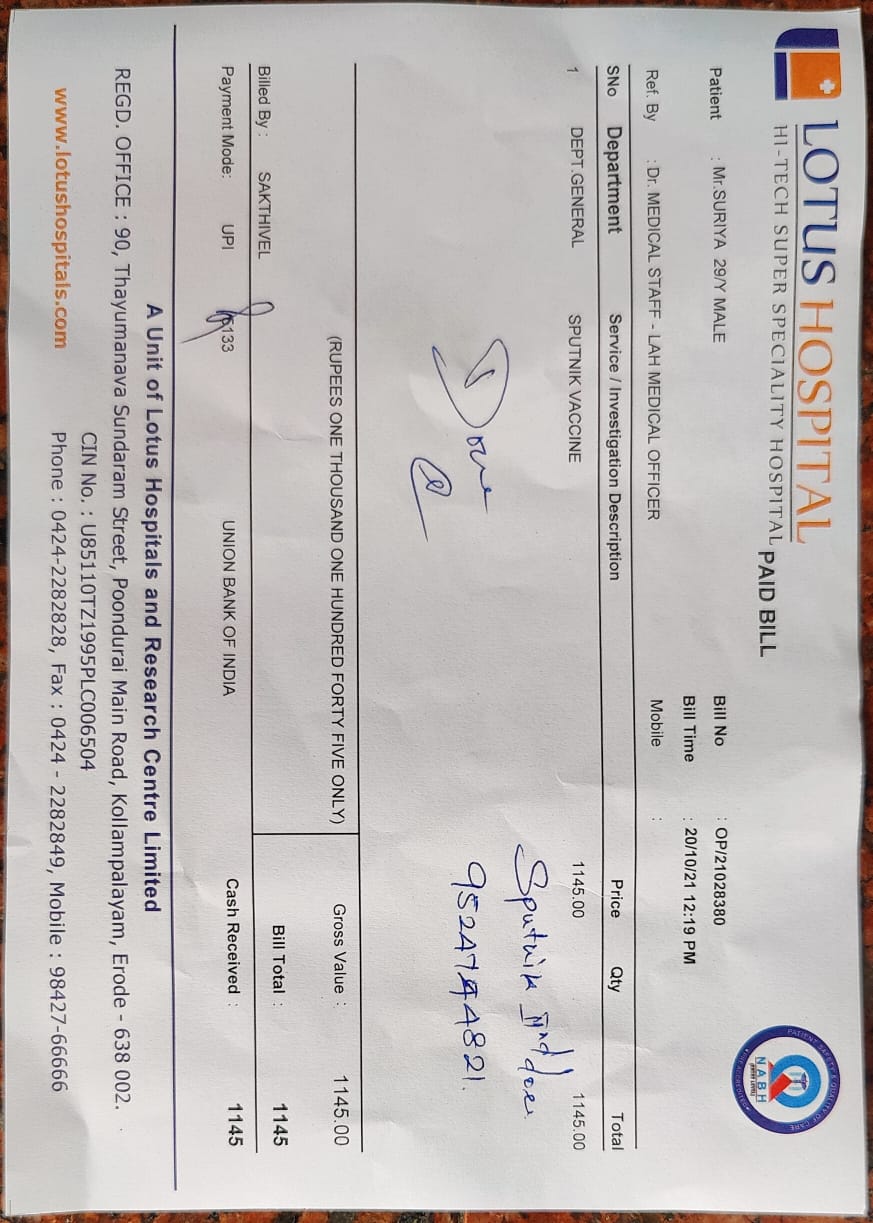 LOTUS HOSPITAL
HI-TECH SUPER SPECIALITY HOSPITAL
PAID BILL
PATIENT SAFETY & QUALITY OF CARE
NABH
Patient : Mr.SURIYA 29/Y MALE Bill No : OP/21028380
Bill Time : 20/10/21 12:19 PM
Ref. By : Dr. MEDICAL STAFF - LAH MEDICAL OFFICER Mobile :
SNo Department Service / Investigation Description Price Qty Total
1 DEPT.GENERAL SPUTNIK VACCINE 1145.00 1145.00
Sputnik IInd dose
Done
(RUPEES ONE THOUSAND ONE HUNDRED FORTY FIVE ONLY) Gross Value : 1145.00
Billed By : SAKTHIVEL Bill Total : 1145
Payment Mode: UPI 133 UNION BANK OF INDIA Cash Received : 1145
A Unit of Lotus Hospitals and Research Centre Limited
REGD. OFFICE : 90, Thayumanava Sundaram Street, Poondurai Main Road, Kollampalayam, Erode - 638 002.
CIN No. : U85110TZ1995PLC006504
www.lotushospitals.com Phone : 0424-2282828, Fax : 0424 - 2282849, Mobile : 98427-66666